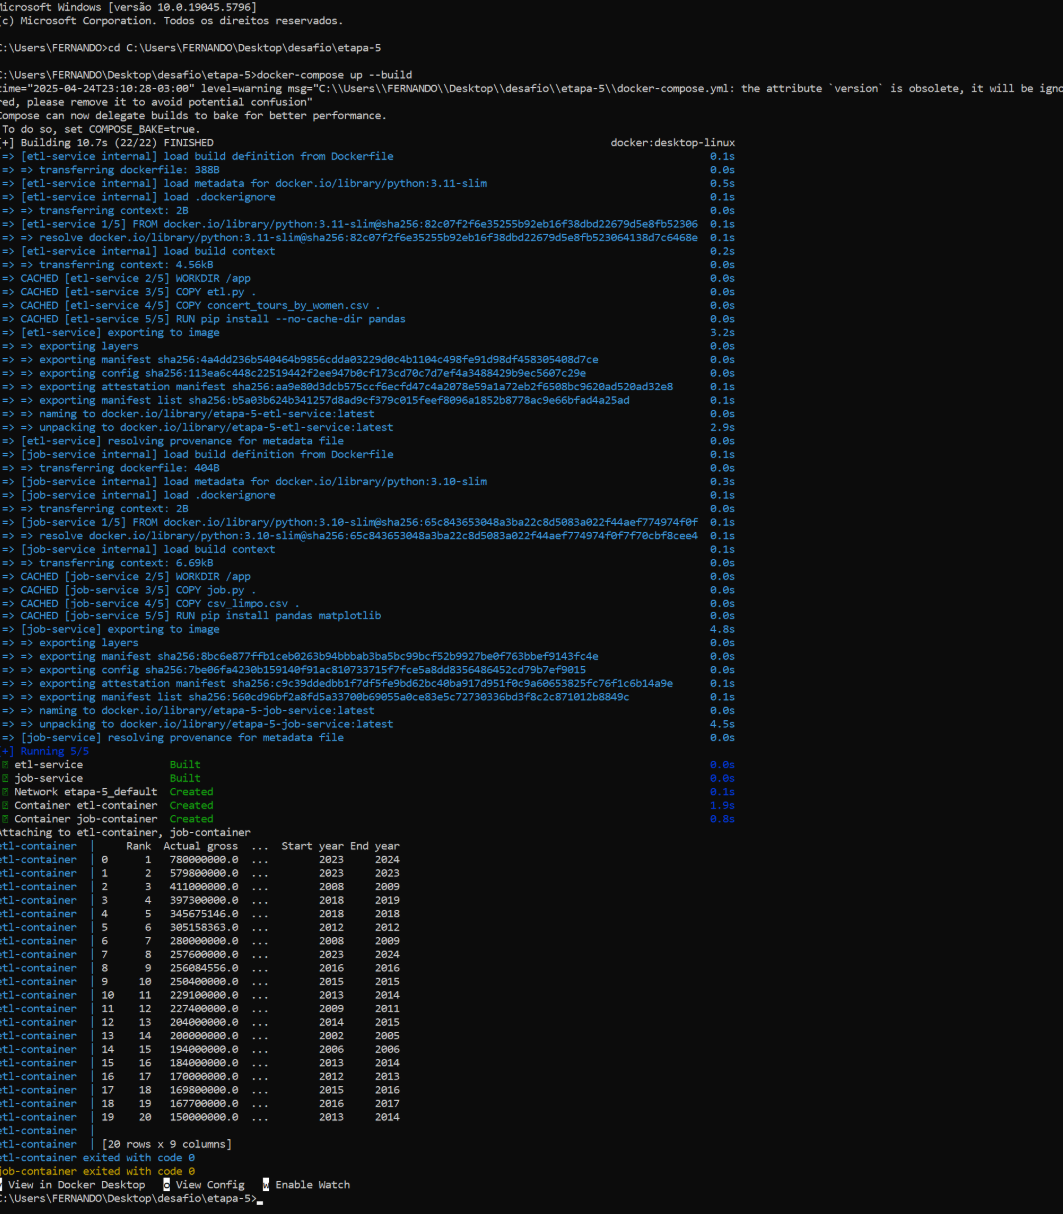 Microsoft Windows [versão 10.0.19045.5796]
(c) Microsoft Corporation. Todos os direitos reservados.
C:\Users\FERNANDO>cd C:\Users\FERNANDO\Desktop\desafio\etapa-5
C:\Users\FERNANDO\Desktop\desafio\etapa-5>docker-compose up --build
time="2025-04-24T23:10:28-03:00" level=warning msg="C:\\Users\\FERNANDO\\Desktop\\desafio\\etapa-5\\docker-compose.yml: the attribute `version` is obsolete, it will be igno
red, please remove it to avoid potential confusion"
Compose can now delegate builds to bake for better performance.
To do so, set COMPOSE_BAKE=true.
[+] Building 10.7s (22/22) FINISHED docker:desktop-linux
=> [etl-service internal] load build definition from Dockerfile 0.1s
=> => transferring dockerfile: 388B 0.0s
=> [etl-service internal] load metadata for docker.io/library/python:3.11-slim 0.5s
=> [etl-service internal] load .dockerignore 0.1s
=> => transferring context: 2B 0.0s
=> [etl-service 1/5] FROM docker.io/library/python:3.11-slim@sha256:82c07f2f6e35255b92eb16f38dbd22679d5e8fb52306 0.1s
=> => resolve docker.io/library/python:3.11-slim@sha256:82c07f2f6e35255b92eb16f38dbd22679d5e8fb523064138d7c6468e 0.1s
=> [etl-service internal] load build context 0.2s
=> => transferring context: 4.56kB 0.0s
=> CACHED [etl-service 2/5] WORKDIR /app 0.0s
=> CACHED [etl-service 3/5] COPY etl.py . 0.0s
=> CACHED [etl-service 4/5] COPY concert_tours_by_women.csv . 0.0s
=> CACHED [etl-service 5/5] RUN pip install --no-cache-dir pandas 0.0s
=> [etl-service] exporting to image 3.2s
=> => exporting layers 0.0s
=> => exporting manifest sha256:4a4dd236b540464b9856cdda03229d0c4b1104c498fe91d98df458305408d7ce 0.0s
=> => exporting config sha256:113ea6c448c22519442f2ee947b0cf173cd70c7d7ef4a3488429b9ec5607c29e 0.0s
=> => exporting attestation manifest sha256:aa9e80d3dcb575ccf6ecfd47c4a2078e59a1a72eb2f6508bc9620ad520ad32e8 0.1s
=> => exporting manifest list sha256:b5a03b624b341257d8ad9cf379c015feef8096a1852b8778ac9e66bfad4a25ad 0.1s
=> => naming to docker.io/library/etapa-5-etl-service:latest 0.0s
=> => unpacking to docker.io/library/etapa-5-etl-service:latest 2.9s
=> [etl-service] resolving provenance for metadata file 0.0s
=> [job-service internal] load build definition from Dockerfile 0.1s
=> => transferring dockerfile: 404B 0.0s
=> [job-service internal] load metadata for docker.io/library/python:3.10-slim 0.3s
=> [job-service internal] load .dockerignore 0.1s
=> => transferring context: 2B 0.0s
=> [job-service 1/5] FROM docker.io/library/python:3.10-slim@sha256:65c843653048a3ba22c8d5083a022f44aef774974f0f 0.1s
=> => resolve docker.io/library/python:3.10-slim@sha256:65c843653048a3ba22c8d5083a022f44aef774974f0f7f70cbf8cee4 0.1s
=> [job-service internal] load build context 0.1s
=> => transferring context: 6.69kB 0.0s
=> CACHED [job-service 2/5] WORKDIR /app 0.0s
=> CACHED [job-service 3/5] COPY job.py . 0.0s
=> CACHED [job-service 4/5] COPY csv_limpo.csv . 0.0s
=> CACHED [job-service 5/5] RUN pip install pandas matplotlib 0.0s
=> [job-service] exporting to image 4.8s
=> => exporting layers 0.0s
=> => exporting manifest sha256:8bc6e877ffb1ceb0263b94bbbab3ba5bc99bcf52b9927be0f763bbef9143fc4e 0.0s
=> => exporting config sha256:7be06fa4230b159140f91ac810733715f7fce5a8dd8356486452cd79b7ef9015 0.0s
=> => exporting attestation manifest sha256:c9c39ddedbb1f7df5fe9bd62bc40ba917d951f0c9a60653825fc76f1c6b14a9e 0.1s
=> => exporting manifest list sha256:560cd96bf2a8fd5a33700b69055a0ce83e5c72730336bd3f8c2c871012b8849c 0.1s
=> => naming to docker.io/library/etapa-5-job-service:latest 0.0s
=> => unpacking to docker.io/library/etapa-5-job-service:latest 4.5s
=> [job-service] resolving provenance for metadata file 0.0s
[+] Running 5/5
etl-service Built 0.0s
job-service Built 0.0s
Network etapa-5_default Created 0.1s
Container etl-container Created 1.9s
Container job-container Created 0.8s
Attaching to etl-container, job-container
etl-container | Rank Actual gross ... Start year End year
etl-container | 0 1 780000000.0 ... 2023 2024
etl-container | 1 2 579800000.0 ... 2023 2023
etl-container | 2 3 411000000.0 ... 2008 2009
etl-container | 3 4 397300000.0 ... 2018 2019
etl-container | 4 5 345675146.0 ... 2018 2018
etl-container | 5 6 305158363.0 ... 2012 2012
etl-container | 6 7 280000000.0 ... 2008 2009
etl-container | 7 8 257600000.0 ... 2023 2024
etl-container | 8 9 256084556.0 ... 2016 2016
etl-container | 9 10 250400000.0 ... 2015 2015
etl-container | 10 11 229100000.0 ... 2013 2014
etl-container | 11 12 227400000.0 ... 2009 2011
etl-container | 12 13 204000000.0 ... 2014 2015
etl-container | 13 14 200000000.0 ... 2002 2005
etl-container | 14 15 194000000.0 ... 2006 2006
etl-container | 15 16 184000000.0 ... 2013 2014
etl-container | 16 17 170000000.0 ... 2012 2013
etl-container | 17 18 169800000.0 ... 2015 2016
etl-container | 18 19 167700000.0 ... 2016 2017
etl-container | 19 20 150000000.0 ... 2013 2014
etl-container |
etl-container | [20 rows x 9 columns]
etl-container exited with code 0
job-container exited with code 0
v View in Docker Desktop o View Config w Enable Watch
C:\Users\FERNANDO\Desktop\desafio\etapa-5>